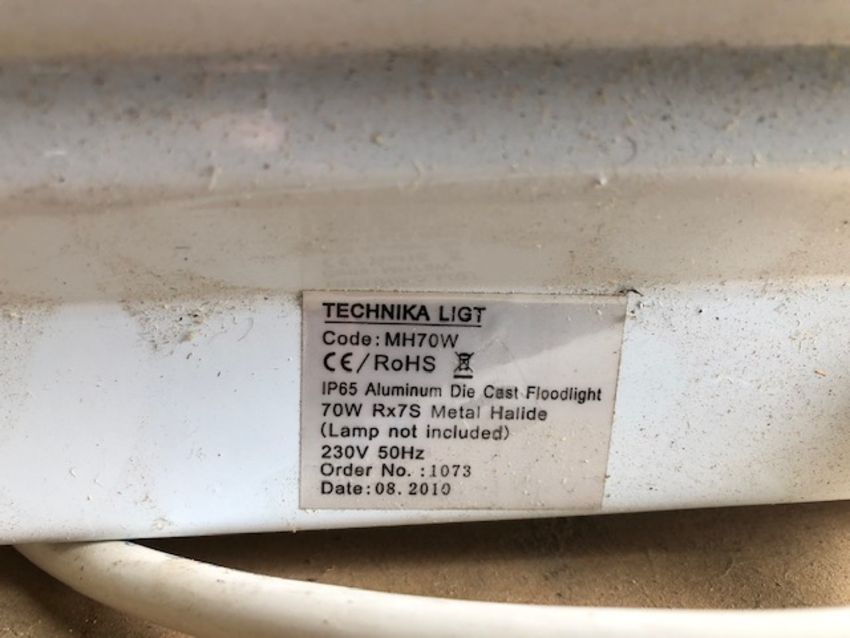 TECHNIKA LIGT
Code:MH70W
CE/RoHS
IP65 Aluminum Die Cast Floodlight
70W Rx7S Metal Halide
(Lamp not included)
230V 50Hz
Order No. :1073
Date:08.2010